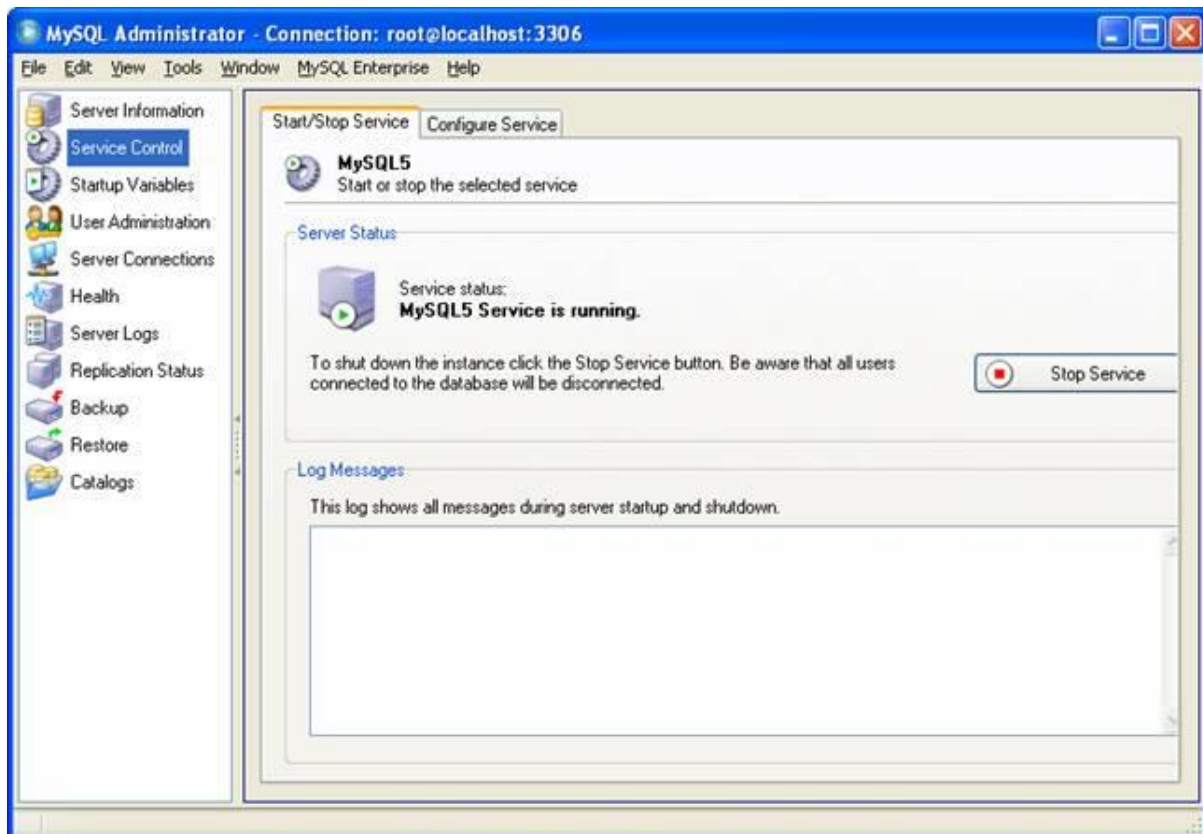 MySQL Administrator - Connection: root@localhost:3306
File Edit View Tools Window MySQL Enterprise Help
Server Information
Service Control
Startup Variables
User Administration
Server Connections
Health
Server Logs
Replication Status
Backup
Restore
Catalogs
Start/Stop Service Configure Service
MySQL5
Start or stop the selected service
Server Status
Service status:
MySQL5 Service is running.
To shut down the instance click the Stop Service button. Be aware that all users
connected to the database will be disconnected.
Stop Service
Log Messages
This log shows all messages during server startup and shutdown.